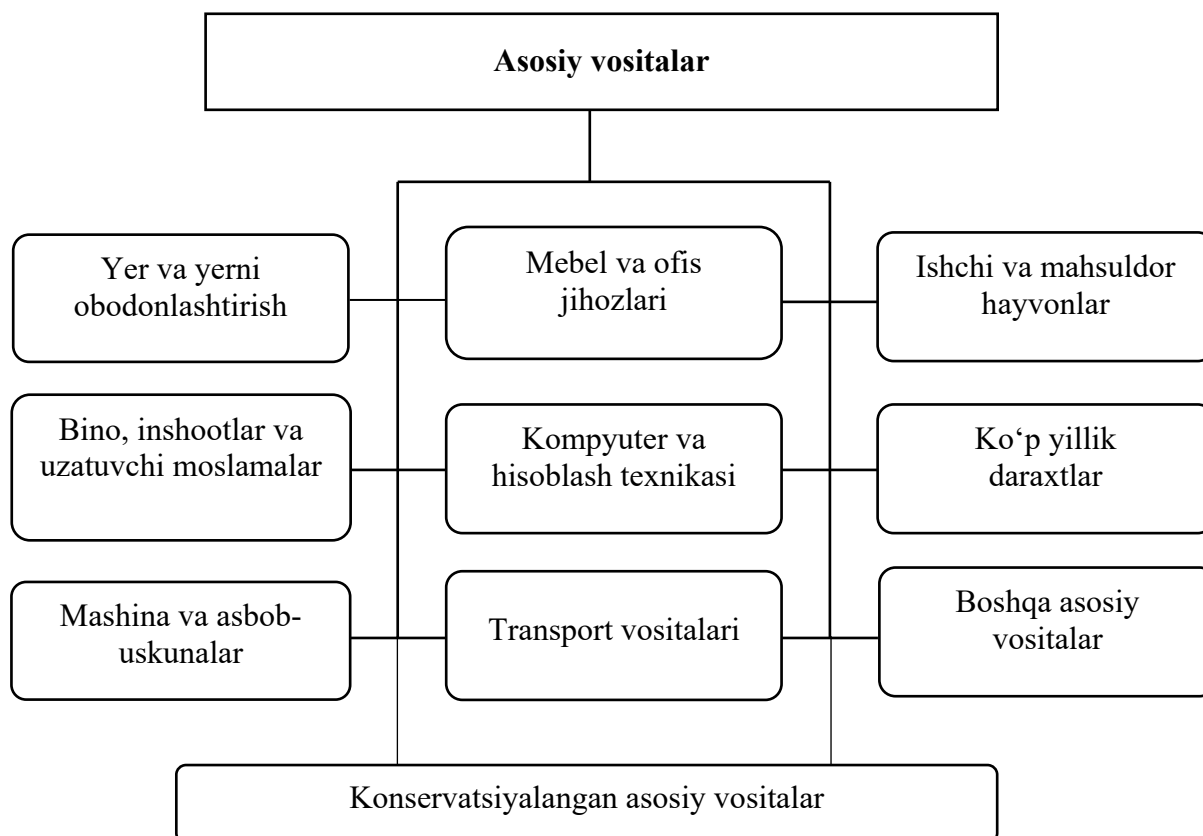 Asosiy vositalar
Yer va yerni
obodonlashtirish
Mebel va ofis
jihozlari
Ishchi va mahsuldor
hayvonlar
Bino, inshootlar va
uzatuvchi moslamalar
Kompyuter va
hisoblash texnikasi
Ko‘p yillik
daraxtlar
Mashina va asbob-
uskunalar
Transport vositalari
Boshqa asosiy
vositalar
Konservatsiyalangan asosiy vositalar